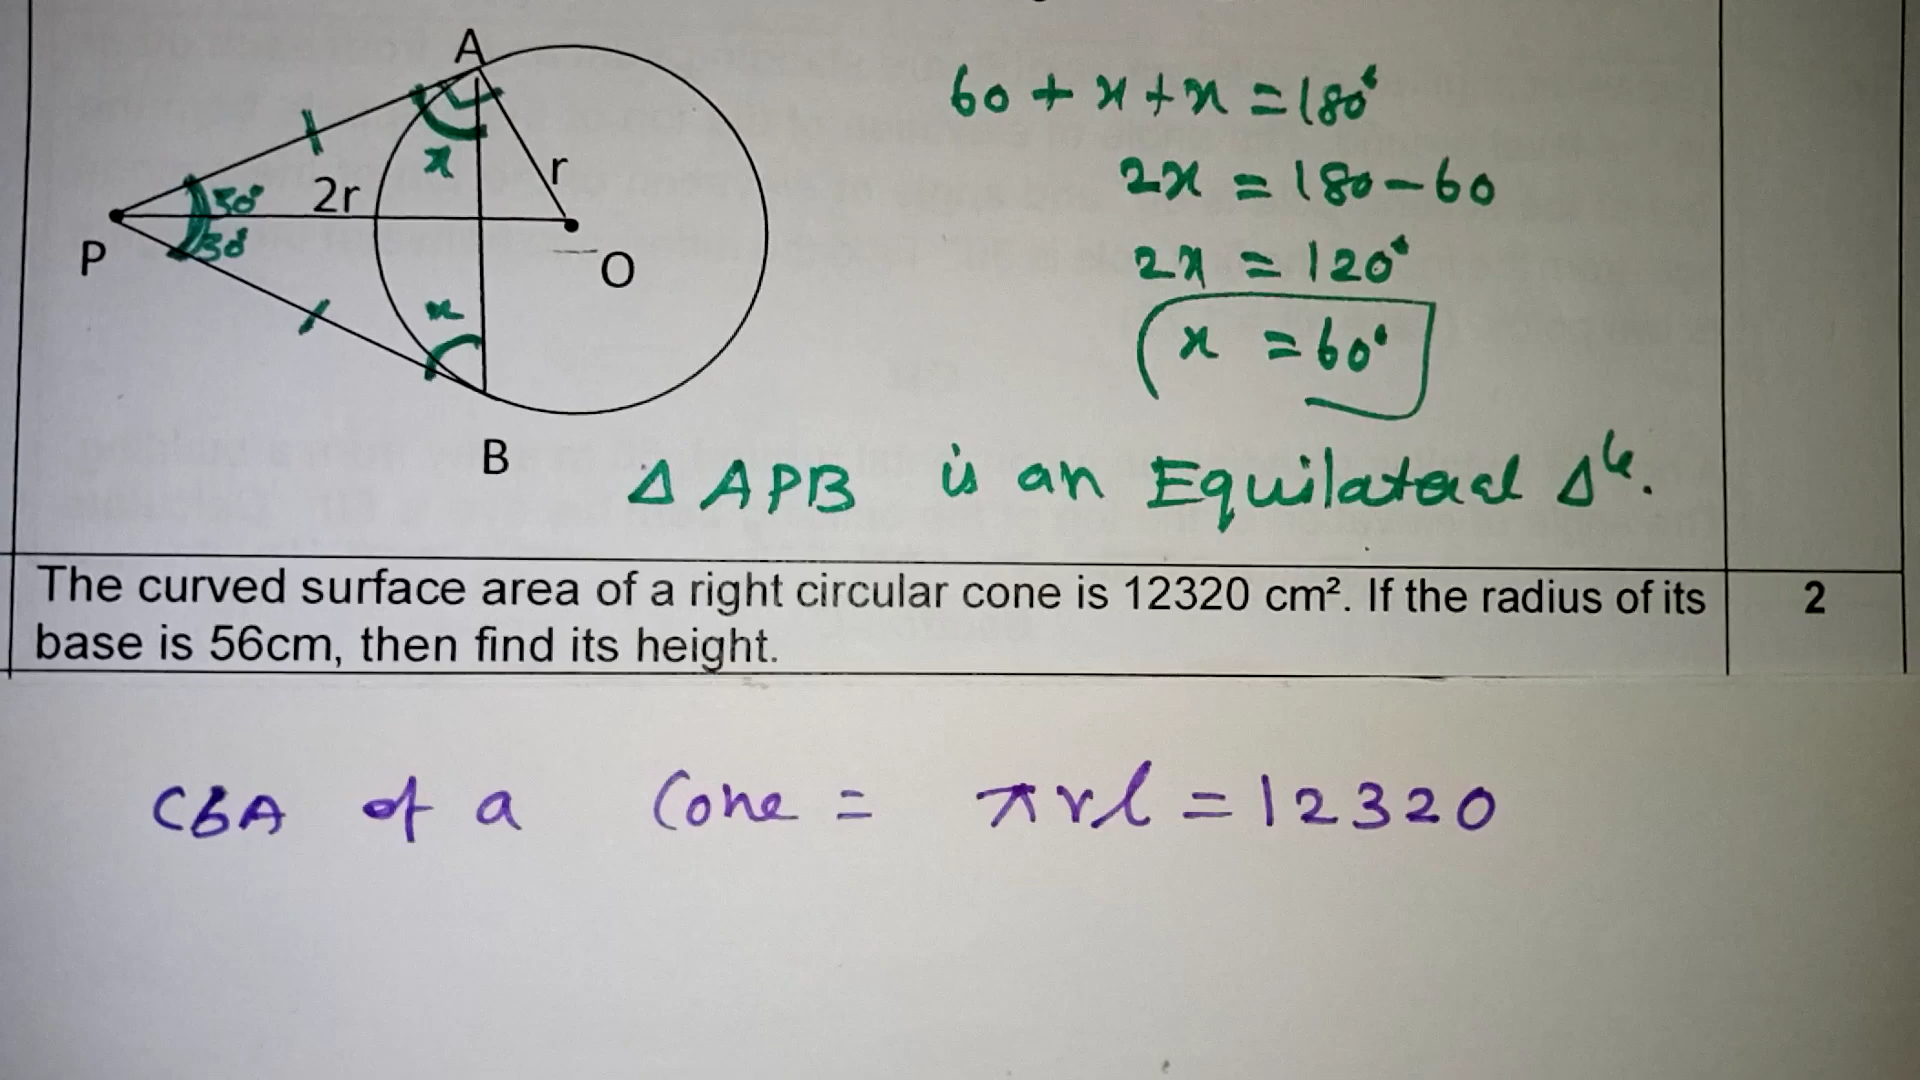 A
60 + x + x = 180°
x
r
2x = 180 - 60
30°
2r
30°
P
O
2x = 120°
x
x = 60°
B
Δ APB is an Equilateral Δle.
The curved surface area of a right circular cone is 12320 cm². If the radius of its
base is 56cm, then find its height.
2
CSA of a Cone = πrl = 12320